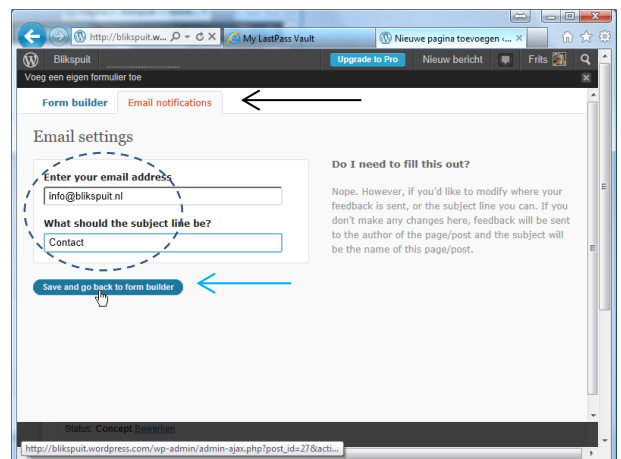 http://blikspuit.w...
My LastPass Vault
Nieuwe pagina toevoegen ‹...
Blikspuit
Upgrade to Pro
Nieuw bericht
Frits
Voeg een eigen formulier toe
Form builder
Email notifications
Email settings
Enter your email address
info@blikspuit.nl
What should the subject line be?
Contact
Save and go back to form builder
Do I need to fill this out?
Nope. However, if you'd like to modify where your
feedback is sent, or the subject line you can. If you
don't make any changes here, feedback will be sent
to the author of the page/post and the subject will
be the name of this page/post.
Status: Concept Bewerken
http://blikspuit.wordpress.com/wp-admin/admin-ajax.php?post_id=27&acti...